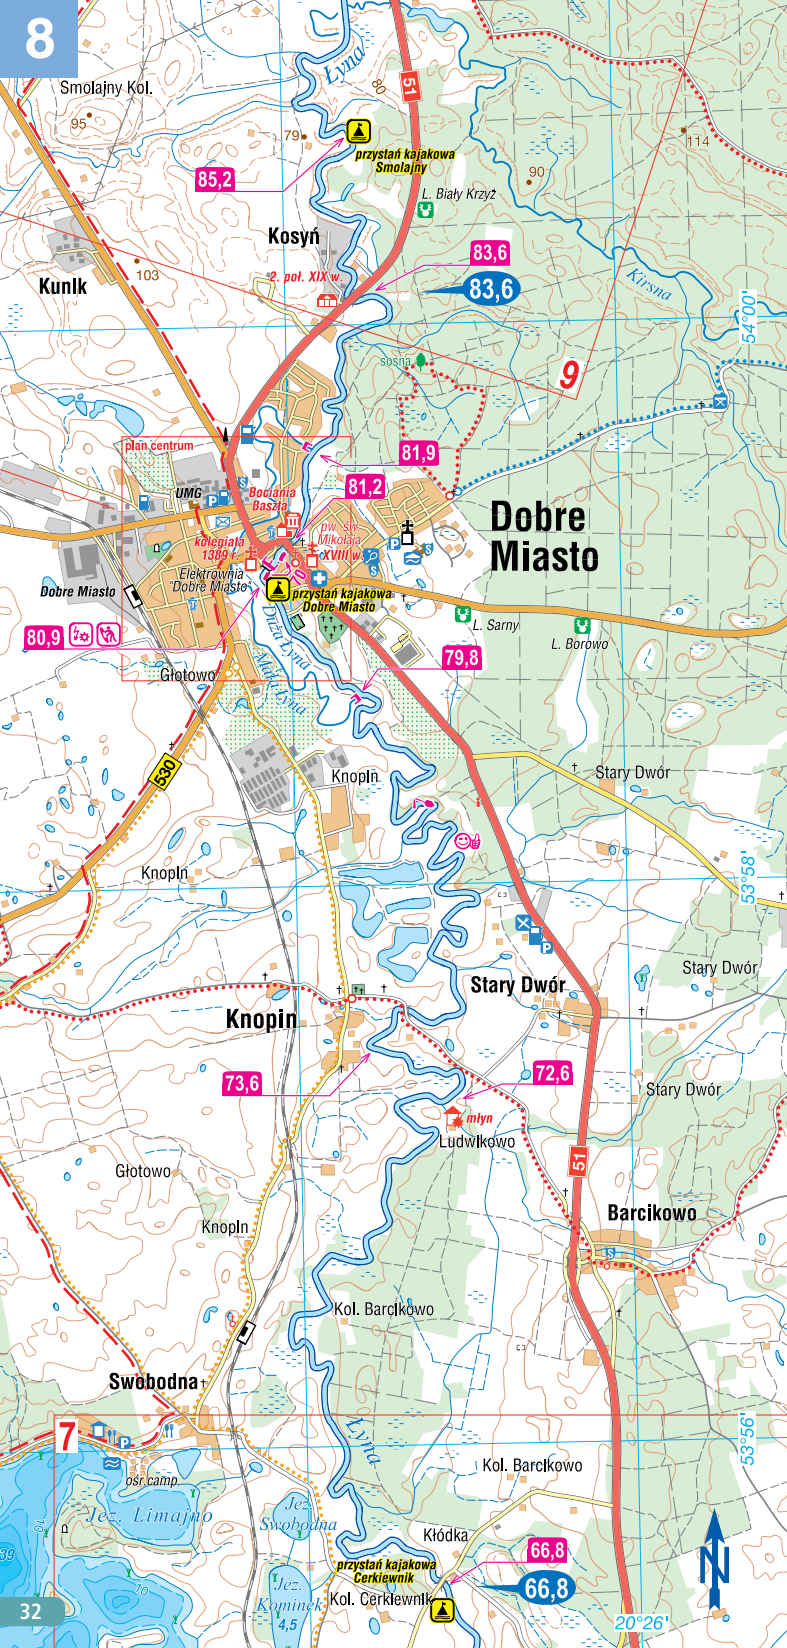 8
Łyna
51
80
Smolajny Kol.
95
79
przystań kajakowa
Smolajny
114
90
85,2
L. Biały Krzyż
Kosyń
83,6
83,6
103
Kunik
2. poł. XIX w.
Kirsna
54°00'
sosna
9
plan centrum
81,9
UMG
P
S
Bociania
Baszta
81,2
Dobre
Miasto
kolegiata
1389 r.
pw. św.
Mikołaja
XVIII w.
P
S
S
Elektrownia
"Dobre Miasto"
Dobre Miasto
przystań kajakowa
Dobre Miasto
L. Sarny
L. Borowo
80,9
Duża Łyna
Mała Łyna
79,8
Głotowo
530
Knopin
Stary Dwór
Knopin
53°58'
P
Stary Dwór
Stary Dwór
Knopin
73,6
72,6
Stary Dwór
młyn
Ludwikowo
Głotowo
51
Knopin
Barcikowo
S
Kol. Barcikowo
Swobodna
7
P
53°56'
Łyna
ośr.camp.
Kol. Barcikowo
Jez. Limajno
Jez.
Swobodna
10
39
Kłódka
przystań kajakowa
Cerkiewnik
66,8
66,8
Jez.
Kominek
4,5
Kol. Cerkiewnik
10
N
32
20°26'